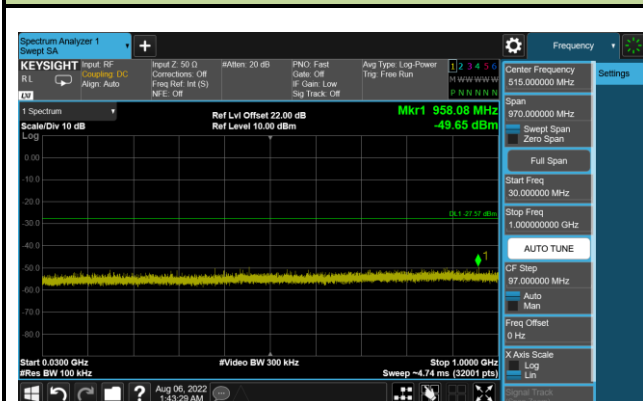 Spectrum Analyzer 1
Swept SA
Frequency
KEYSIGHT
RL
LXI
Input: RF
Coupling: DC
Align: Auto
Input Z: 50 Ω
Corrections: Off
Freq Ref: Int (S)
NFE: Off
#Atten: 20 dB
PNO: Fast
Gate: Off
IF Gain: Low
Sig Track: Off
Avg Type: Log-Power
Trig: Free Run
1 2 3 4 5 6
M W W W W W
P N N N N N
1 Spectrum
Scale/Div 10 dB
Log
Ref Lvl Offset 22.00 dB
Ref Level 10.00 dBm
Mkr1 958.08 MHz
-49.65 dBm
0.00
-10.0
-20.0
-30.0
-40.0
-50.0
-60.0
-70.0
-80.0
DL1 -27.57 dBm
1
Start 0.0300 GHz
#Res BW 100 kHz
#Video BW 300 kHz
Stop 1.0000 GHz
Sweep ~4.74 ms (32001 pts)
Aug 06, 2022
1:43:29 AM
Center Frequency
515.000000 MHz
Settings
Span
970.000000 MHz
Swept Span
Zero Span
Full Span
Start Freq
30.000000 MHz
Stop Freq
1.000000000 GHz
AUTO TUNE
CF Step
97.000000 MHz
Auto
Man
Freq Offset
0 Hz
X Axis Scale
Log
Lin
Signal Track